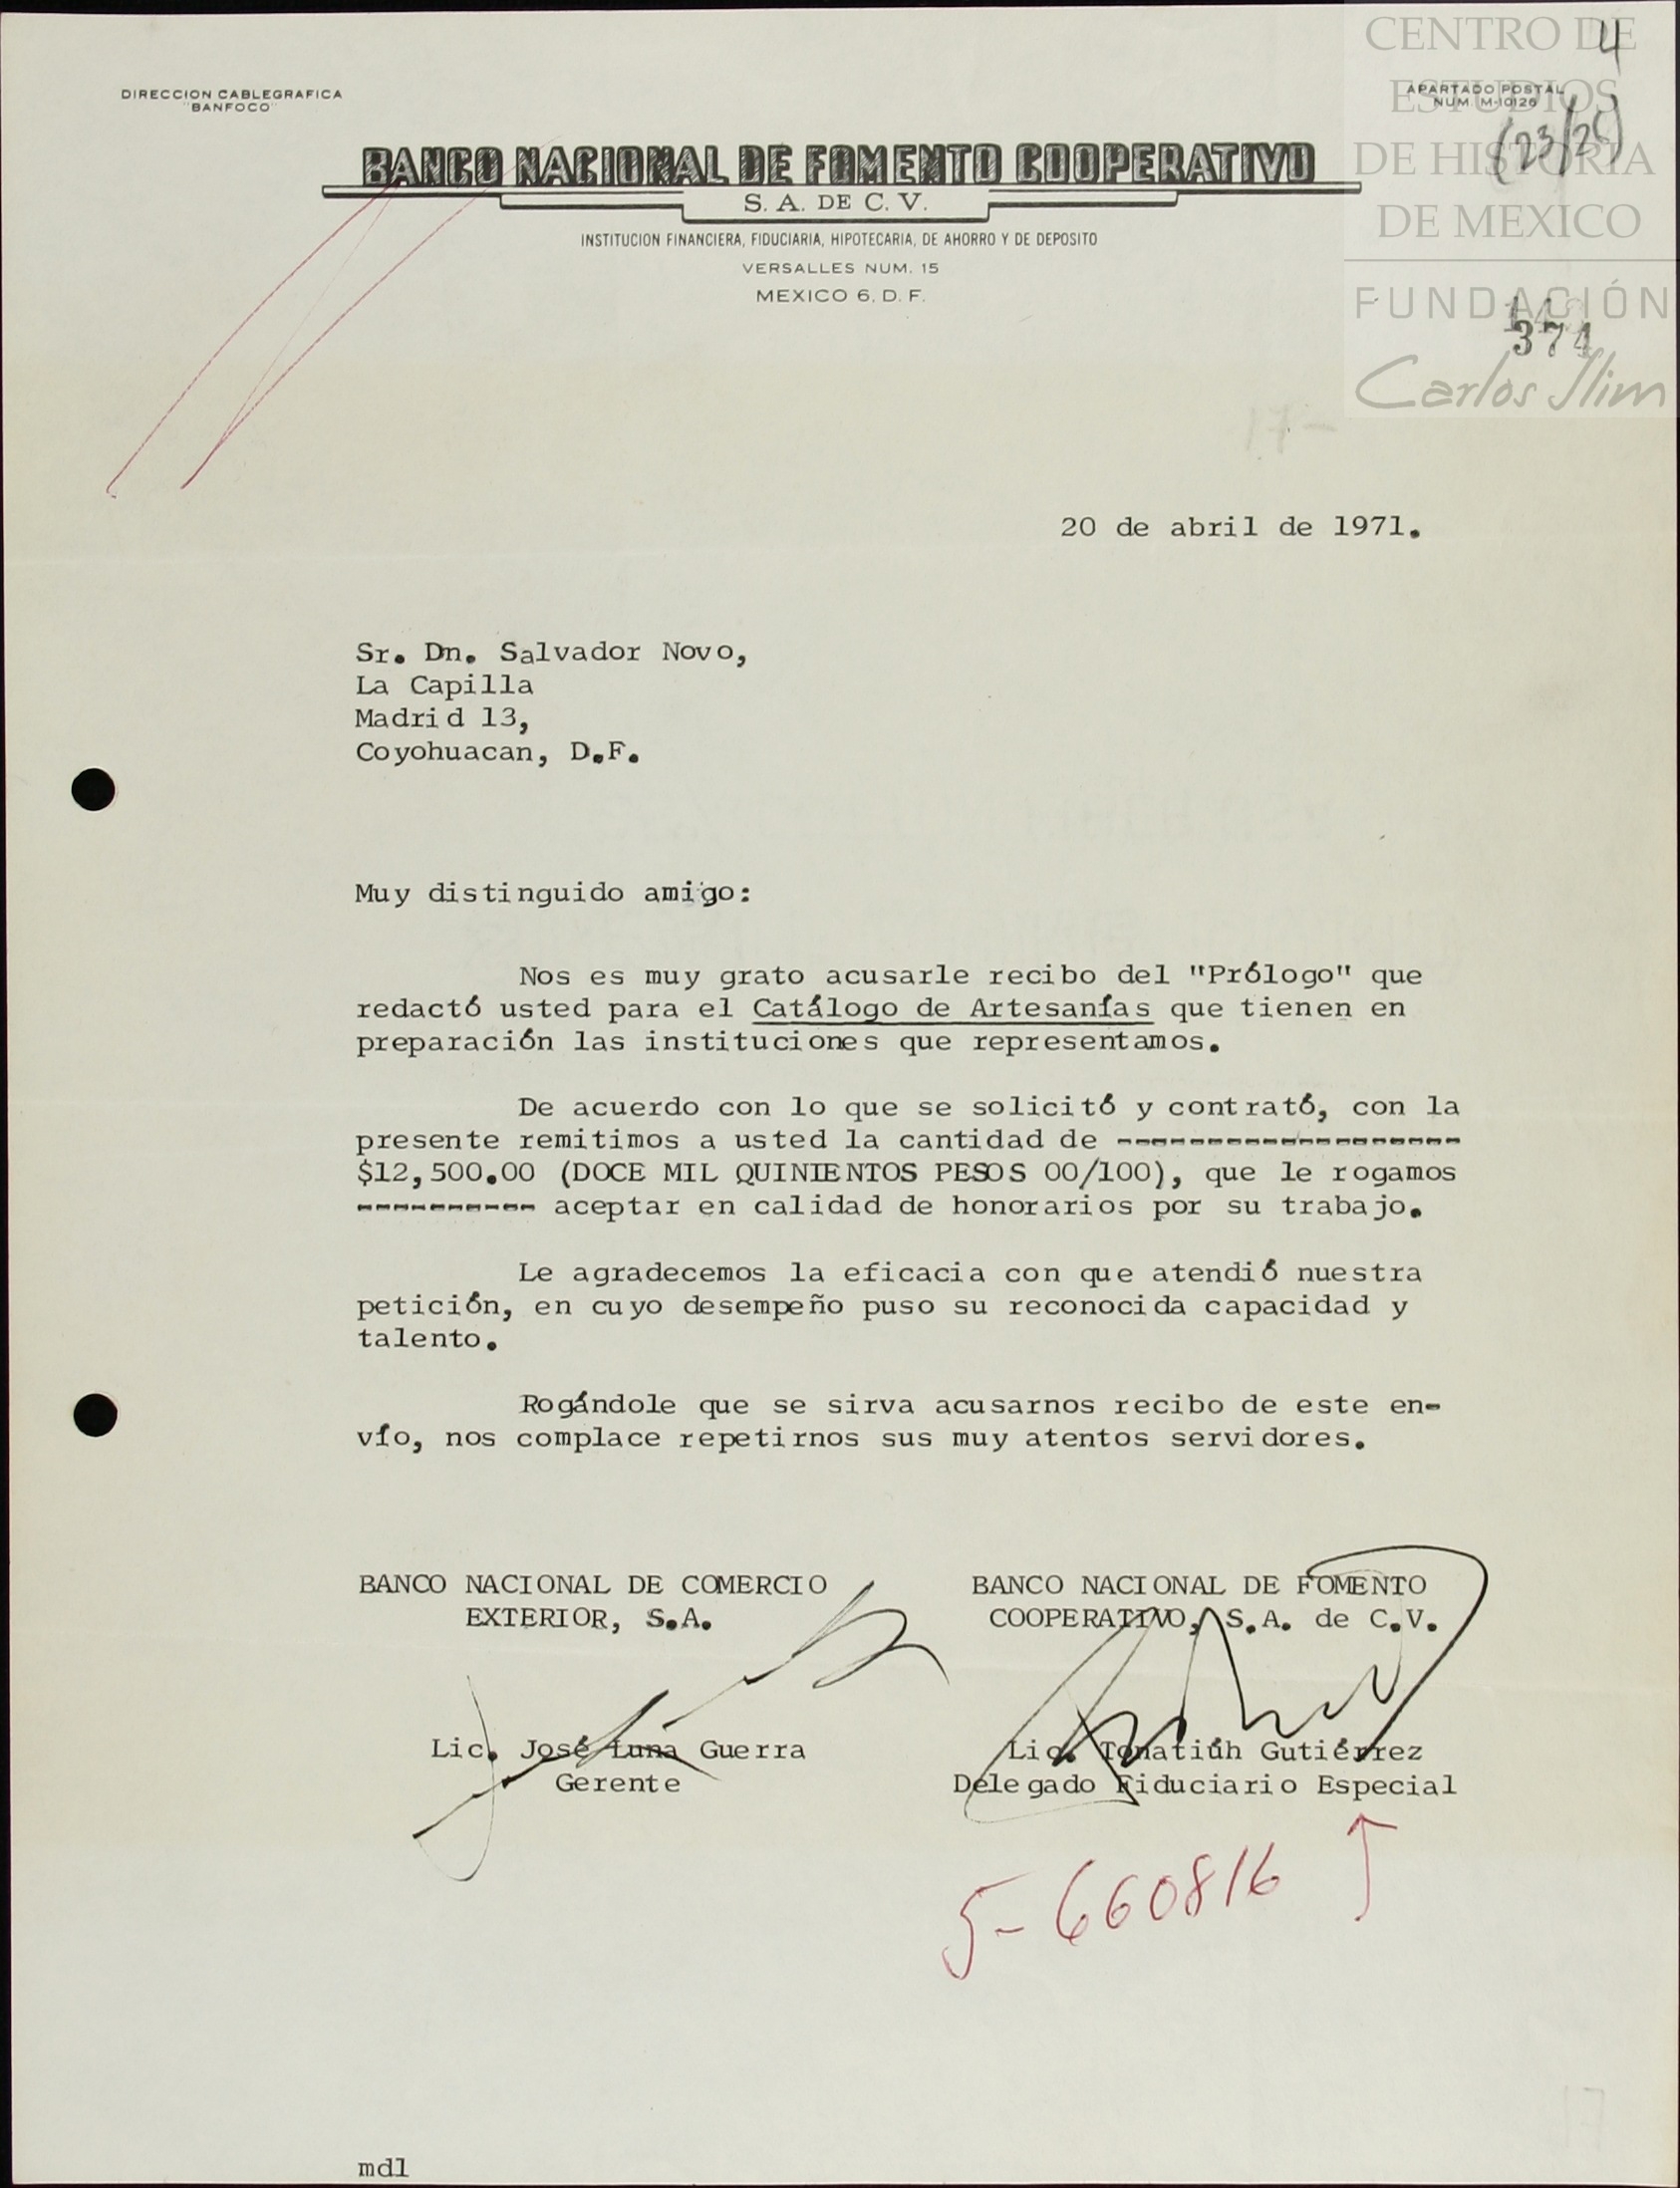 CENTRO DE
ESTUDIOS
DE HISTORIA
DE MEXICO
FUNDACIÓN
Carlos Slim
4
DIRECCION CABLEGRAFICA
"BANFOCO"
APARTADO POSTAL
NUM. M-10126
BANCO NACIONAL DE FOMENTO COOPERATIVO
S. A. DE C. V.
INSTITUCION FINANCIERA, FIDUCIARIA, HIPOTECARIA, DE AHORRO Y DE DEPOSITO
VERSALLES NUM. 15
MEXICO 6, D. F.
374
17-
20 de abril de 1971.
Sr. Dn. Salvador Novo,
La Capilla
Madrid 13,
Coyohuacan, D.F.
Muy distinguido amigo:
Nos es muy grato acusarle recibo del "Prólogo" que
redactó usted para el Catálogo de Artesanías que tienen en
preparación las instituciones que representamos.
De acuerdo con lo que se solicitó y contrató, con la
presente remitimos a usted la cantidad de -------------------
$12,500.00 (DOCE MIL QUINIENTOS PESOS 00/100), que le rogamos
---------- aceptar en calidad de honorarios por su trabajo.
Le agradecemos la eficacia con que atendió nuestra
petición, en cuyo desempeño puso su reconocida capacidad y
talento.
Rogándole que se sirva acusarnos recibo de este en-
vío, nos complace repetirnos sus muy atentos servidores.
BANCO NACIONAL DE COMERCIO
EXTERIOR, S.A.
Lic. José Luna Guerra
Gerente
BANCO NACIONAL DE FOMENTO
COOPERATIVO, S.A. de C.V.
Lic. Tonatiúh Gutiérrez
Delegado Fiduciario Especial
5-660816
mdl